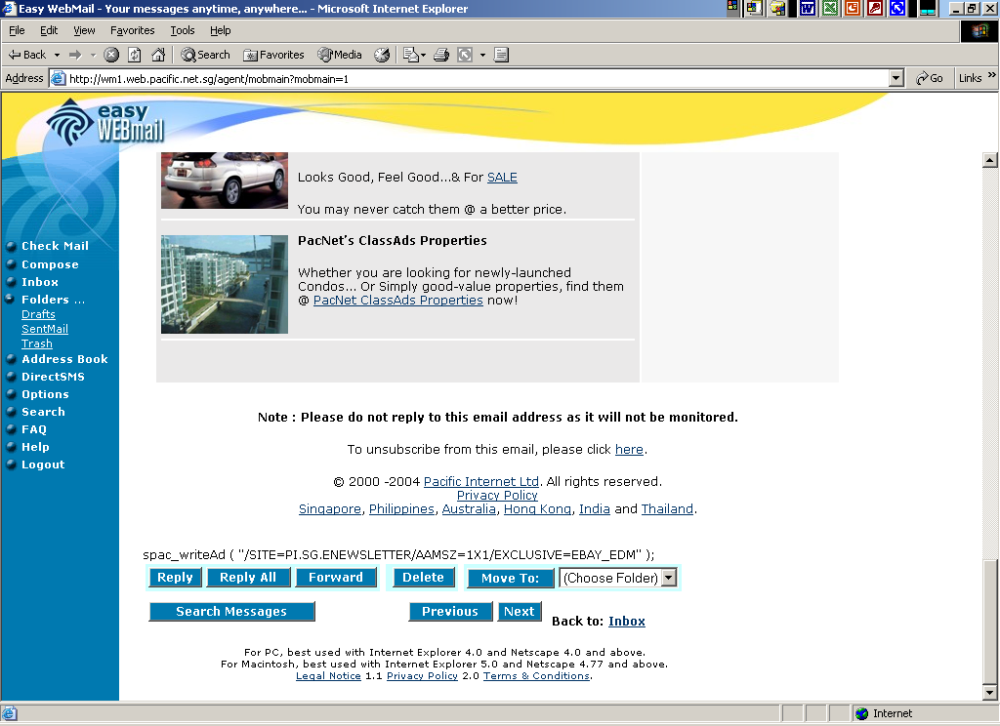 Easy WebMail - Your messages anytime, anywhere... - Microsoft Internet Explorer
File Edit View Favorites Tools Help
Back Search Favorites Media
Address http://wm1.web.pacific.net.sg/agent/mobmain?mobmain=1 Go Links »
easy
WEBmail
Looks Good, Feel Good...& For SALE
You may never catch them @ a better price.
PacNet's ClassAds Properties
Whether you are looking for newly-launched
Condos... Or Simply good-value properties, find them
@ PacNet ClassAds Properties now!
Check Mail
Compose
Inbox
Folders ...
Drafts
SentMail
Trash
Address Book
DirectSMS
Options
Search
FAQ
Help
Logout
Note : Please do not reply to this email address as it will not be monitored.
To unsubscribe from this email, please click here.
© 2000 -2004 Pacific Internet Ltd. All rights reserved.
Privacy Policy
Singapore, Philippines, Australia, Hong Kong, India and Thailand.
spac_writeAd ( "/SITE=PI.SG.ENEWSLETTER/AAMSZ=1X1/EXCLUSIVE=EBAY_EDM" );
Reply Reply All Forward Delete Move To: (Choose Folder)
Search Messages Previous Next Back to: Inbox
For PC, best used with Internet Explorer 4.0 and Netscape 4.0 and above.
For Macintosh, best used with Internet Explorer 5.0 and Netscape 4.77 and above.
Legal Notice 1.1 Privacy Policy 2.0 Terms & Conditions.
Internet